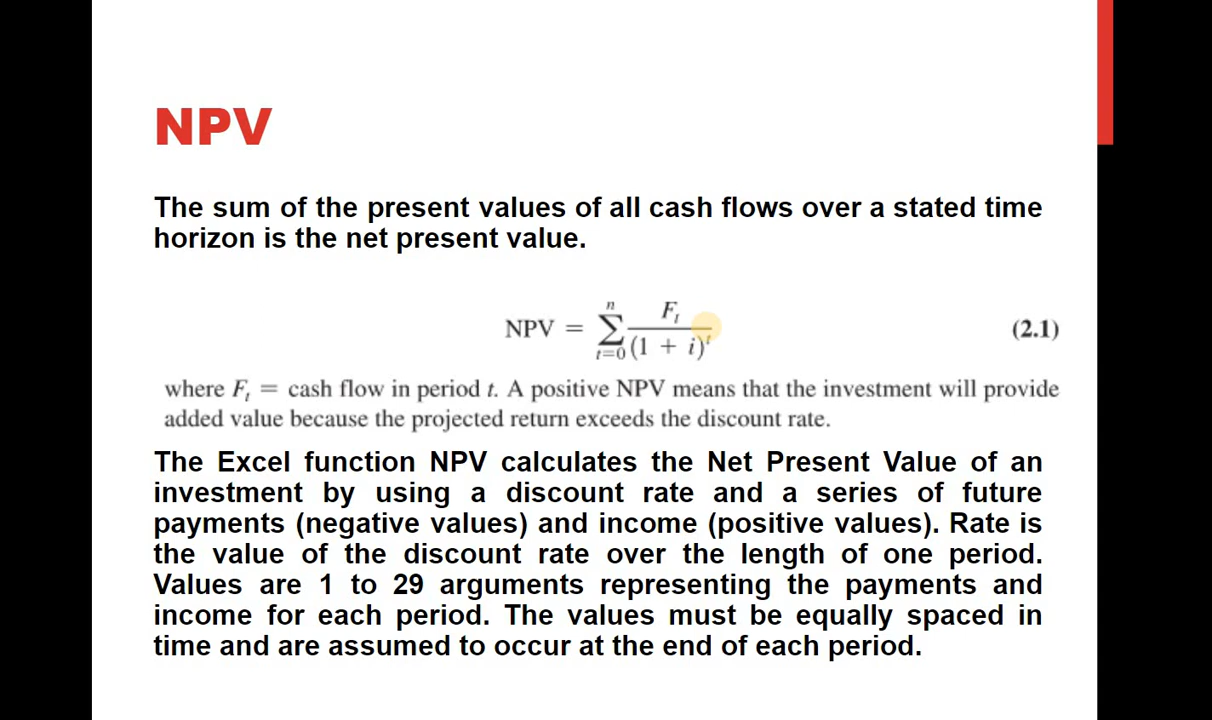 NPV
The sum of the present values of all cash flows over a stated time
horizon is the net present value.
NPV = \sum_{t=0}^{n} \frac{F_t}{(1 + i)^t} (2.1)
where F_t = cash flow in period t. A positive NPV means that the investment will provide
added value because the projected return exceeds the discount rate.
The Excel function NPV calculates the Net Present Value of an
investment by using a discount rate and a series of future
payments (negative values) and income (positive values). Rate is
the value of the discount rate over the length of one period.
Values are 1 to 29 arguments representing the payments and
income for each period. The values must be equally spaced in
time and are assumed to occur at the end of each period.